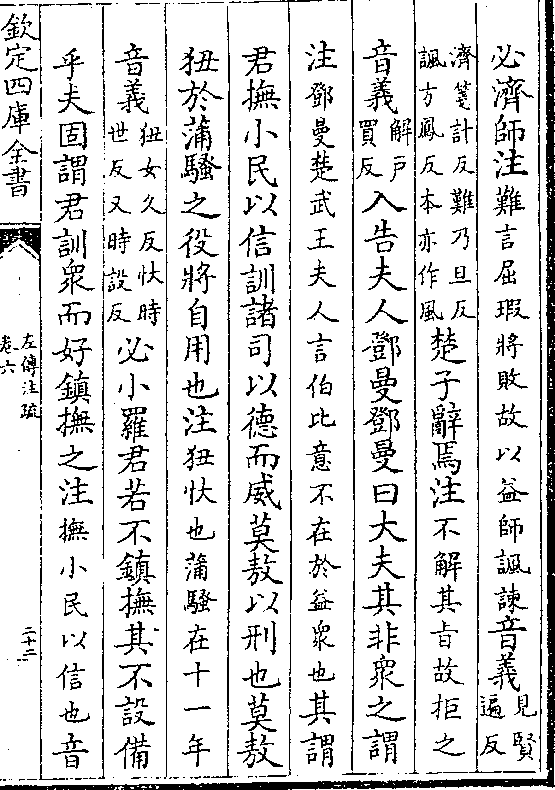 必濟師注難言屈瑕將敗故以益師諷諫音義見賢遍反
濟箋計反難乃旦反諷方鳳反本亦作風楚子辭焉注不解其㫖故拒之
音義解戶買反入告夫人鄧曼鄧曼曰大夫其非衆之謂
注鄧曼楚武王夫人言伯比意不在於益衆也其謂
君撫小民以信訓諸司以德而威莫敖以刑也莫敖
狃於蒲騷之役將自用也注狃忕也蒲騷在十一年
音義狃女久反忕時世反又時設反必小羅君若不鎮撫其不設備
乎夫固謂君訓衆而好鎮撫之注撫小民以信也音
欽定四庫全書
左傳注疏
卷六
二十二